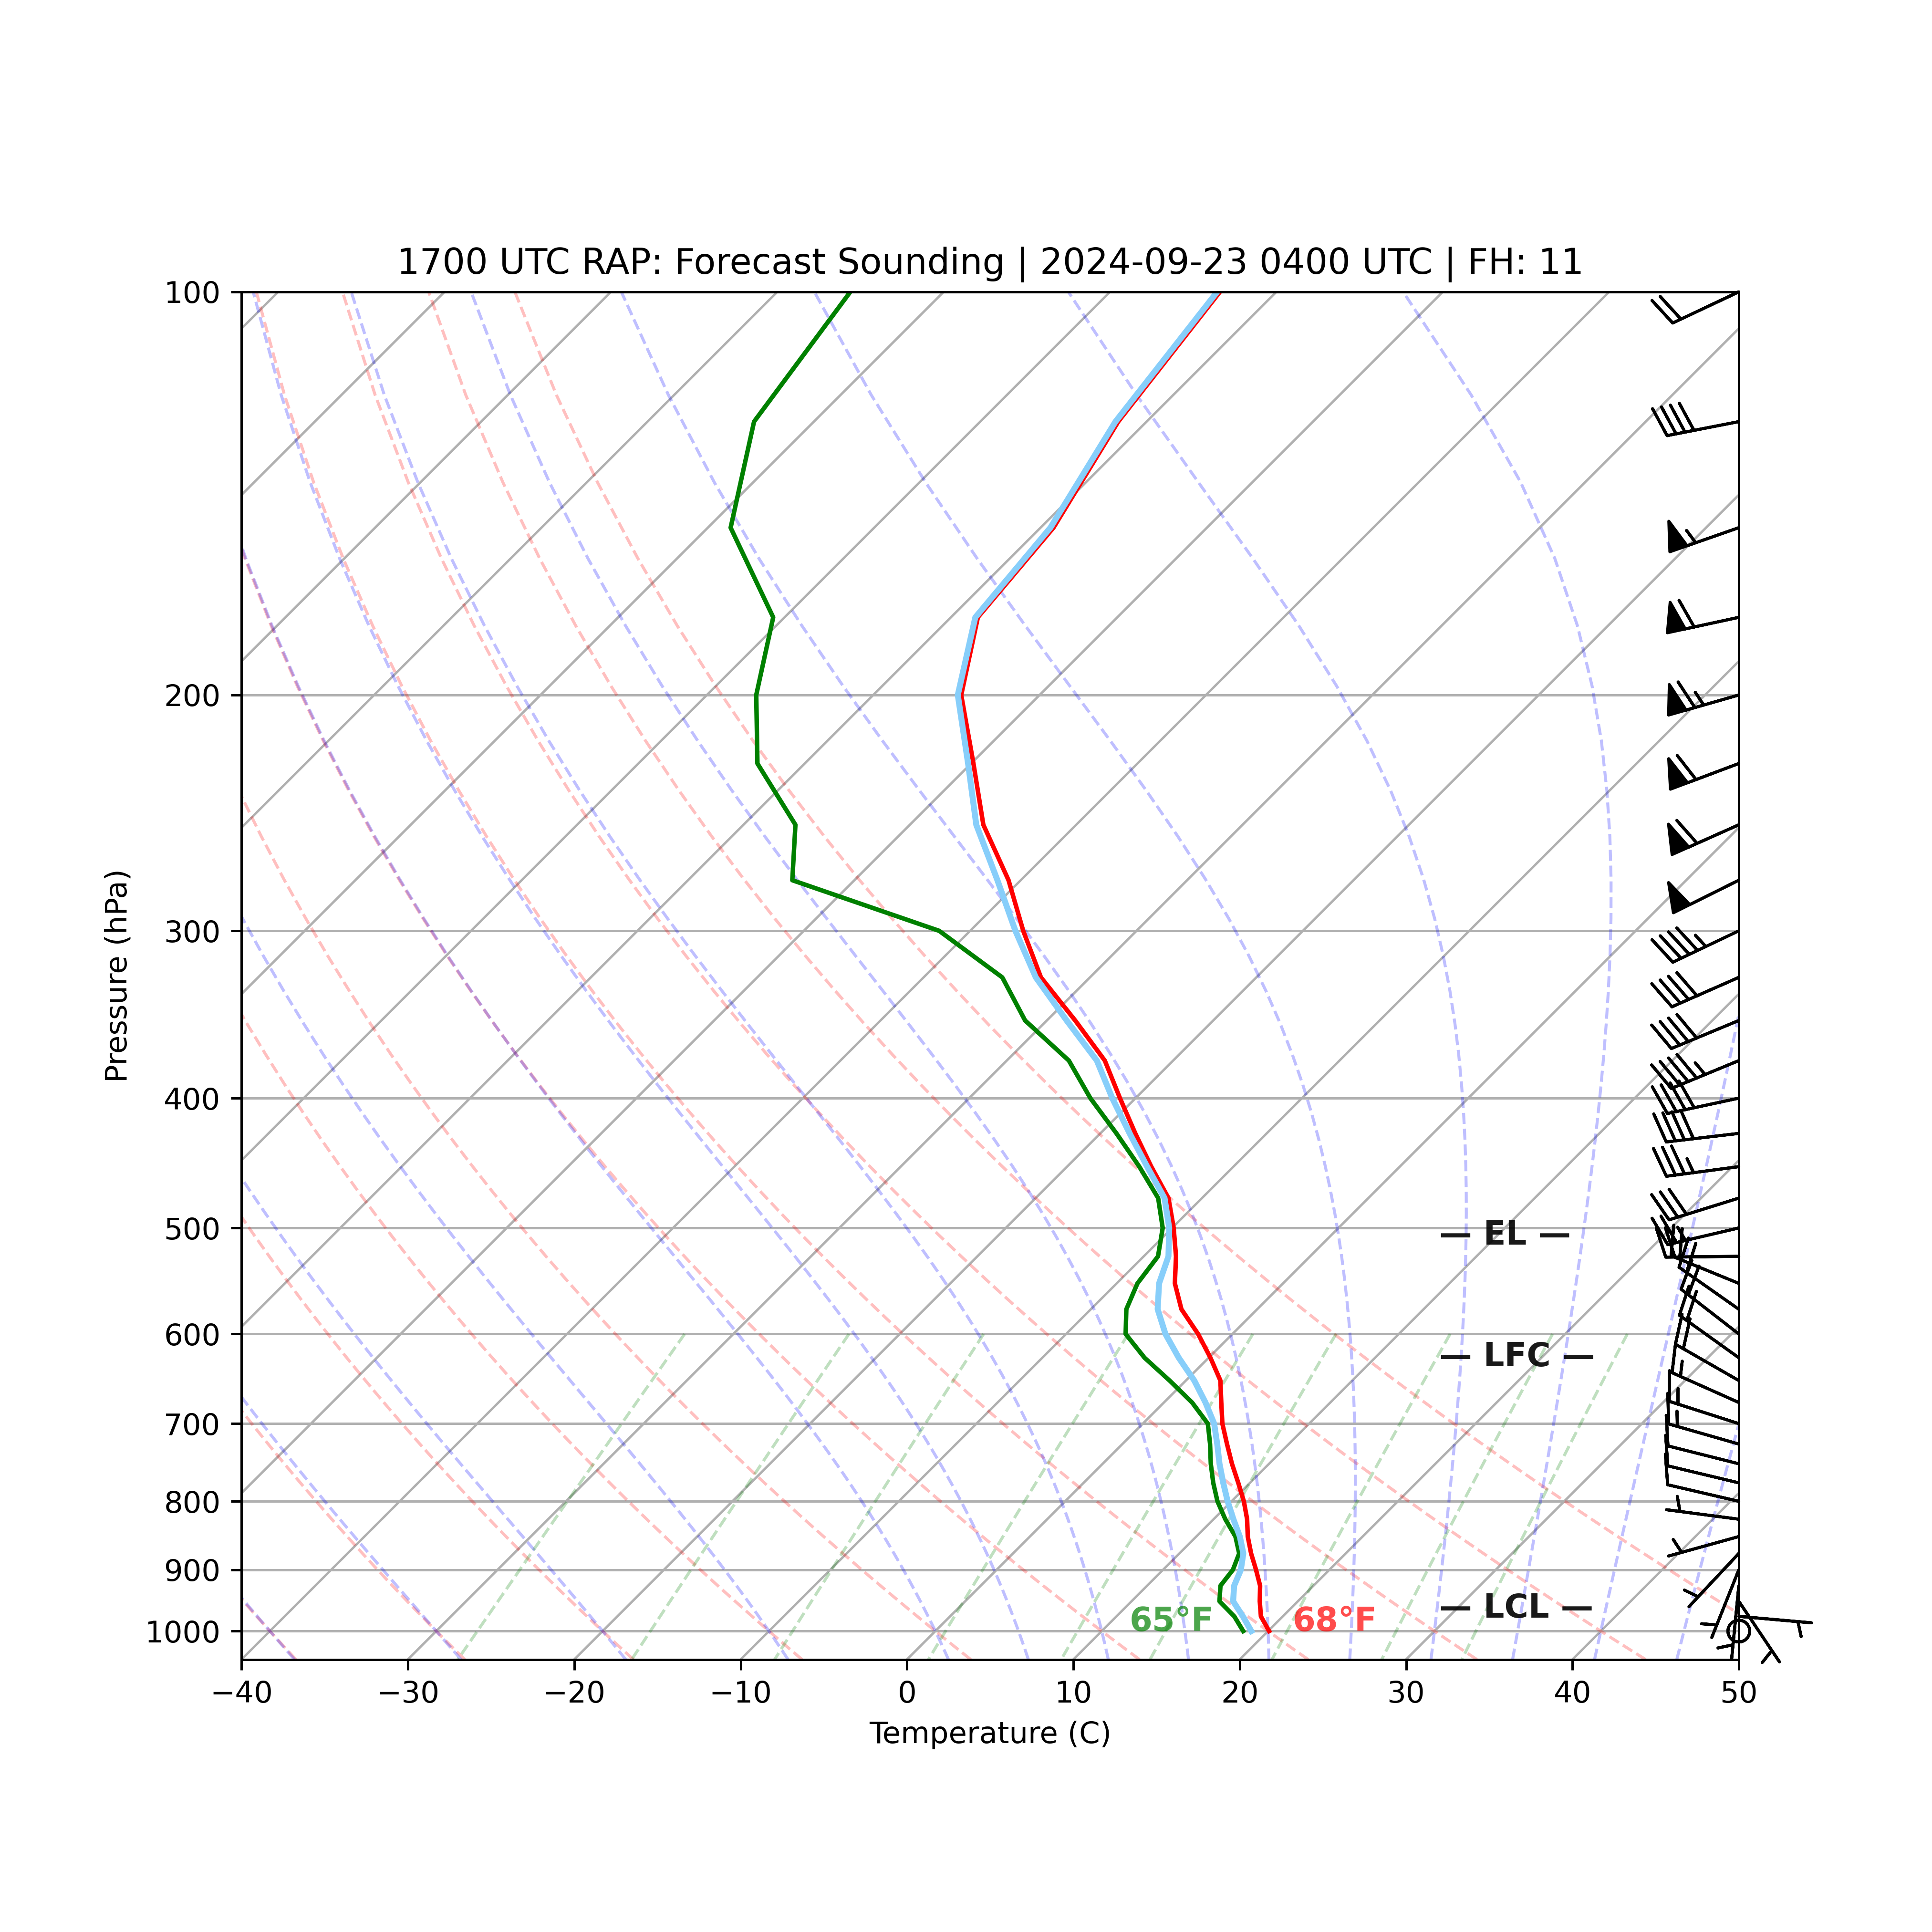 1700 UTC RAP: Forecast Sounding | 2024-09-23 0400 UTC | FH: 11
100
200
300
400
500
600
700
800
900
1000
Pressure (hPa)
— EL —
— LFC —
— LCL —
65°F
68°F
−40
−30
−20
−10
0
10
20
30
40
50
Temperature (C)